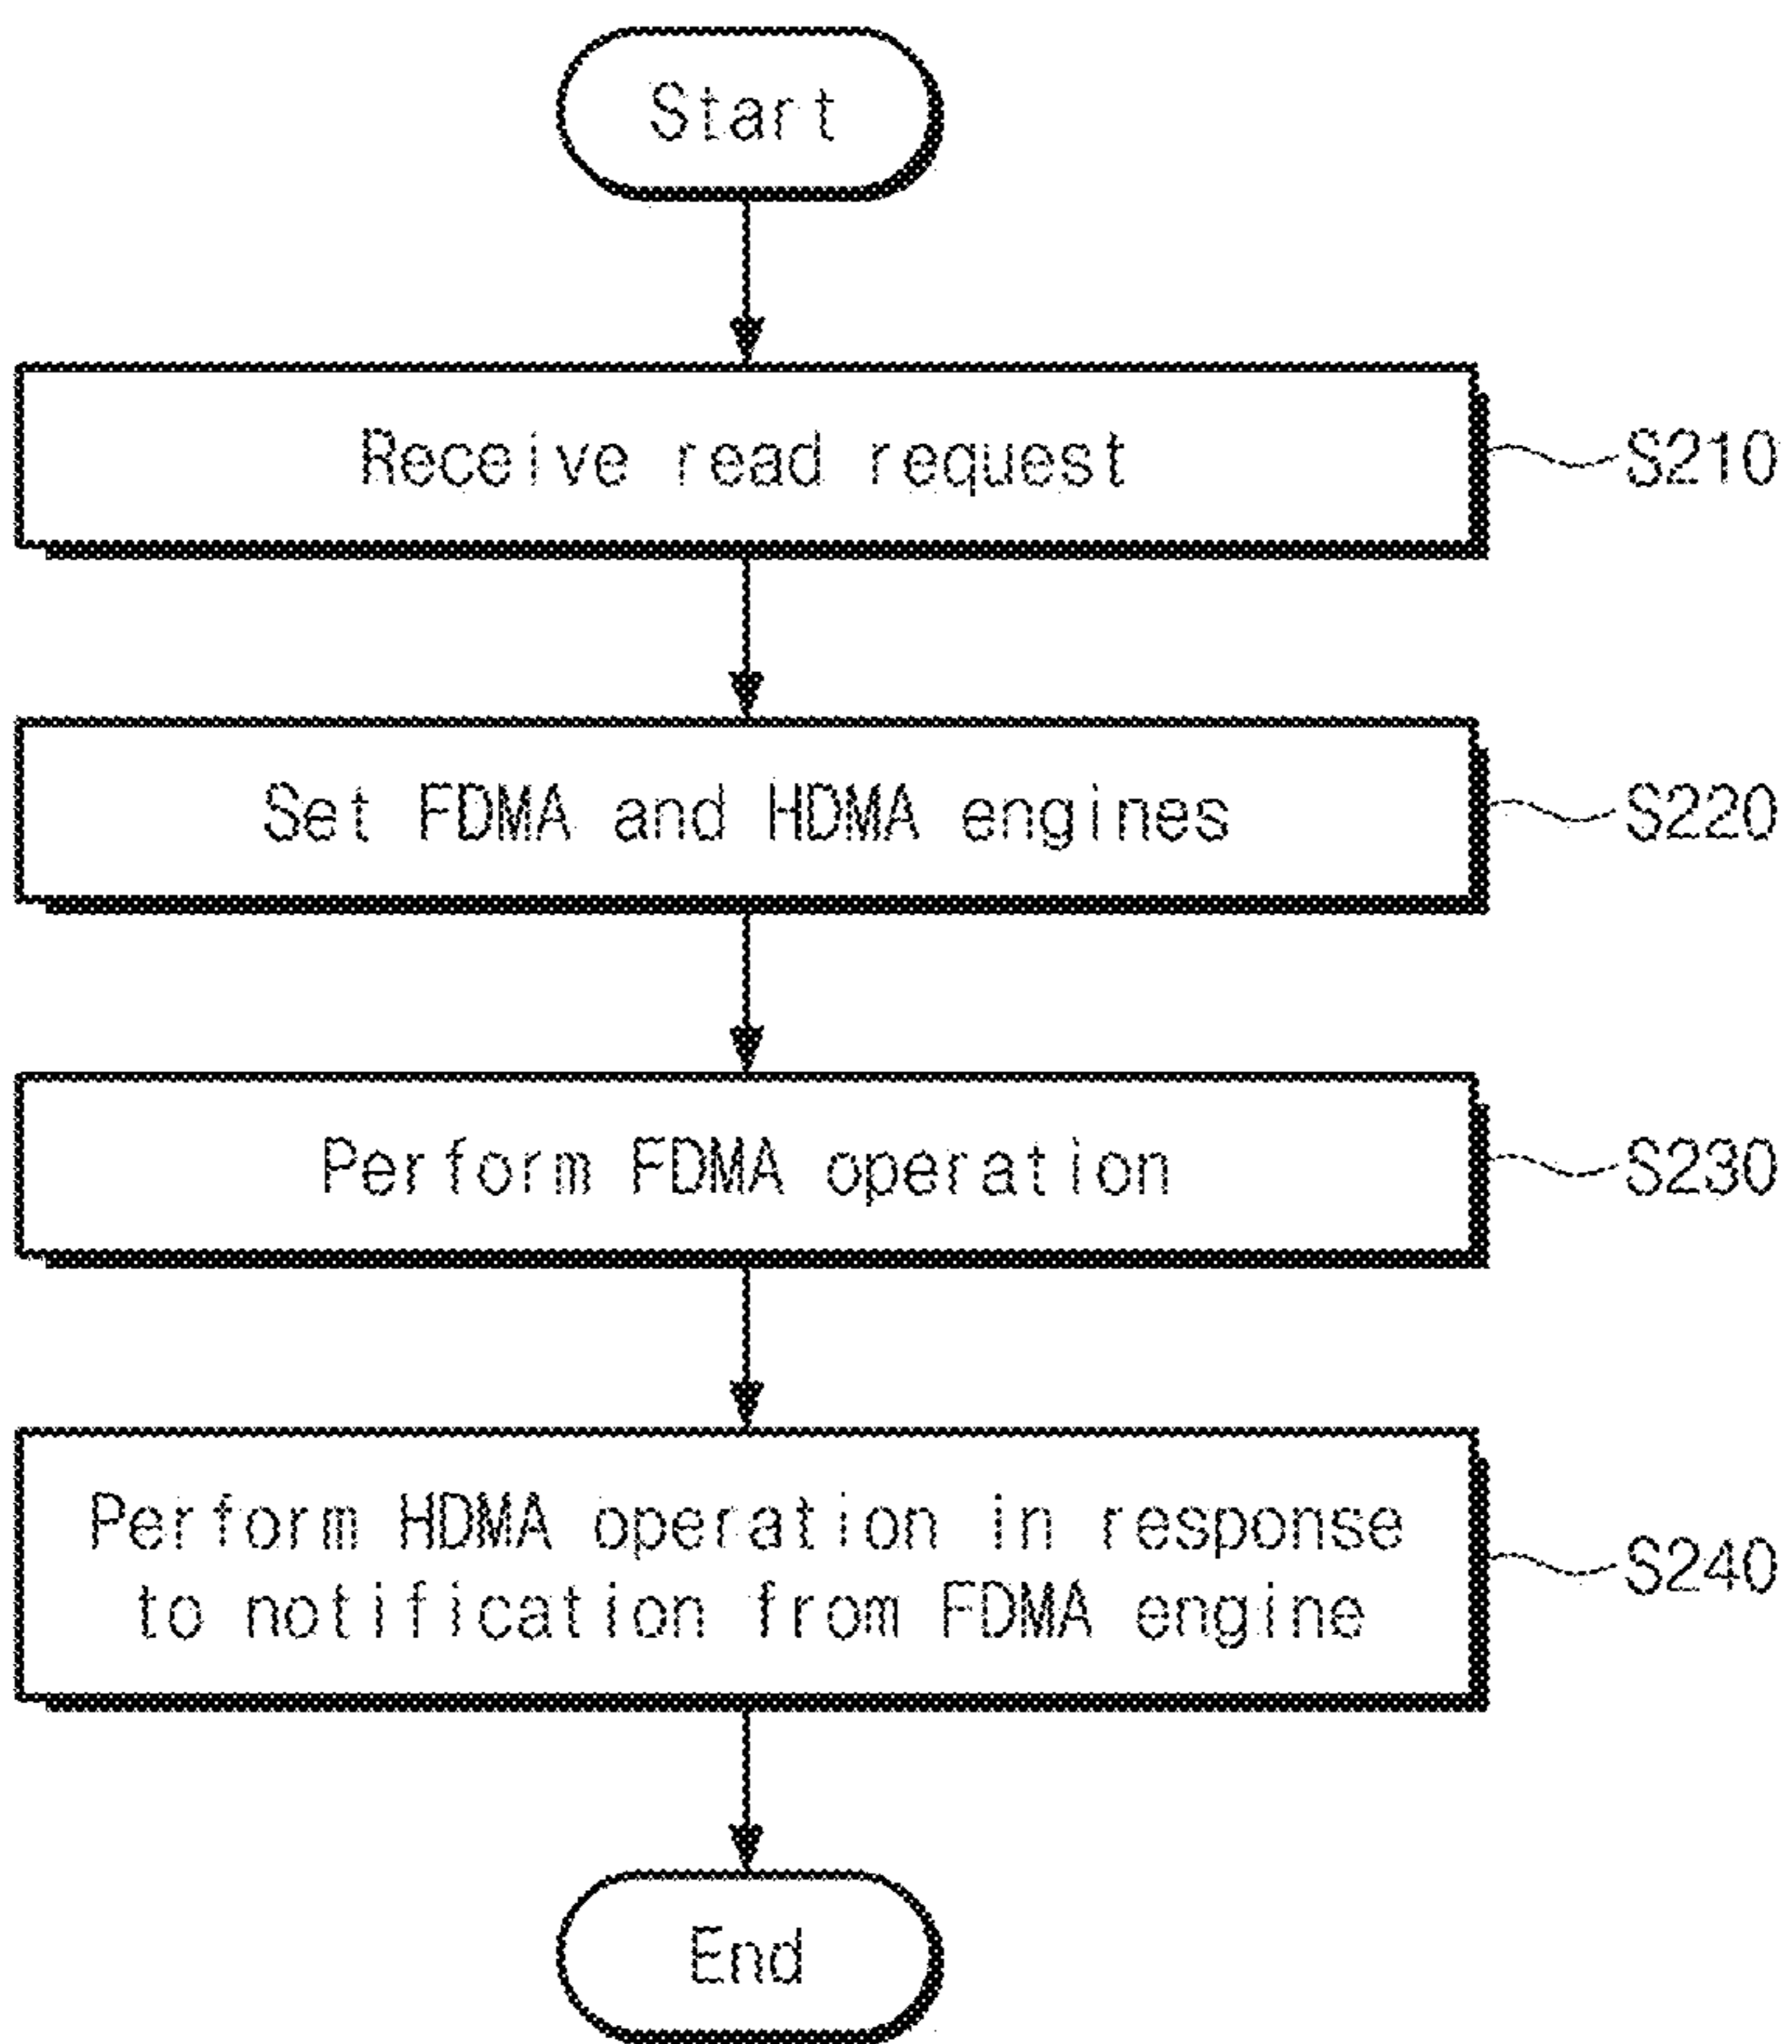 Start
Receive read request
S210
Set FDMA and HDMA engines
S220
Perform FDMA operation
S230
Perform HDMA operation in response
to notification from FDMA engine
S240
End